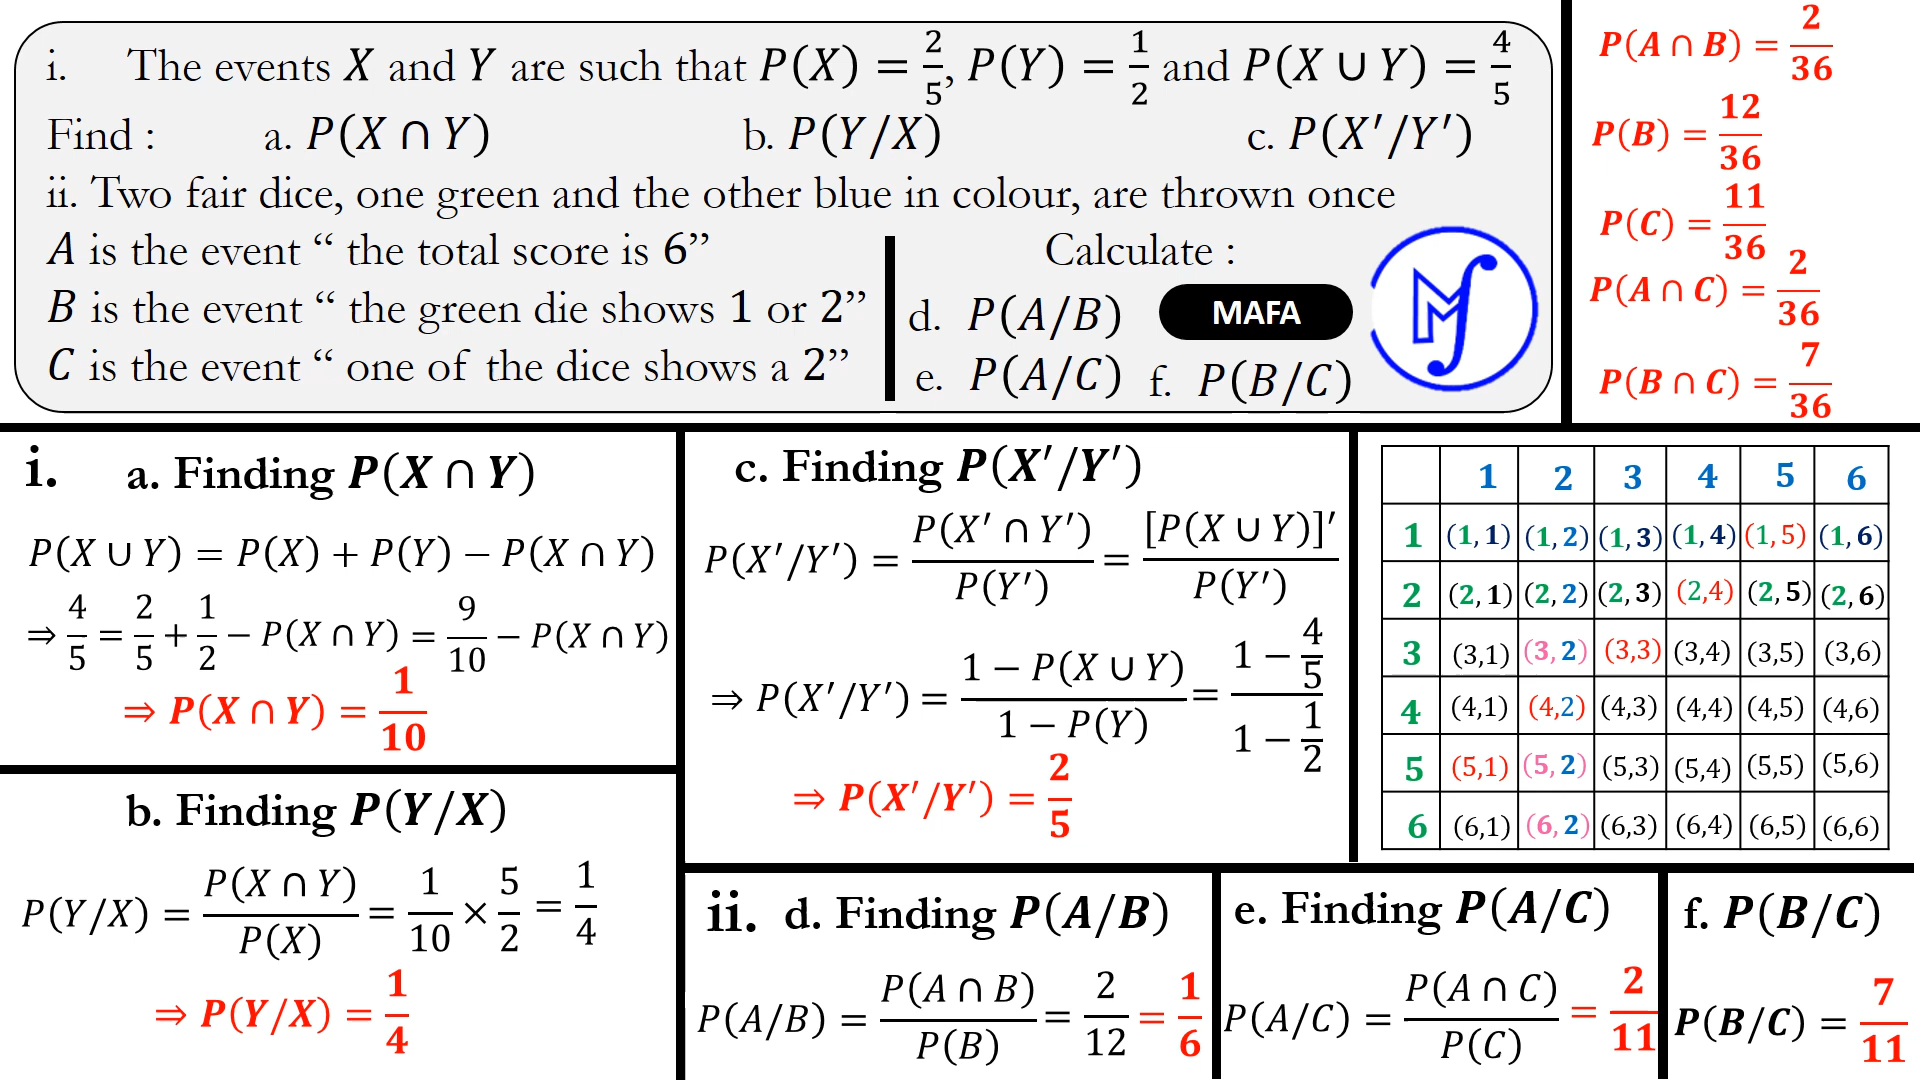 i. The events X and Y are such that P(X) = 2/5, P(Y) = 1/2 and P(X ∪ Y) = 4/5
Find : a. P(X ∩ Y) b. P(Y/X) c. P(X′/Y′)
ii. Two fair dice, one green and the other blue in colour, are thrown once
A is the event “ the total score is 6”
B is the event “ the green die shows 1 or 2”
C is the event “ one of the dice shows a 2”
Calculate :
d. P(A/B) MAFA
e. P(A/C) f. P(B/C)
M
P(A ∩ B) = 2/36
P(B) = 12/36
P(C) = 11/36
P(A ∩ C) = 2/36
P(B ∩ C) = 7/36
i. a. Finding P(X ∩ Y)
P(X ∪ Y) = P(X) + P(Y) − P(X ∩ Y)
⇒ 4/5 = 2/5 + 1/2 − P(X ∩ Y) = 9/10 − P(X ∩ Y)
⇒ P(X ∩ Y) = 1/10
b. Finding P(Y/X)
P(Y/X) = P(X ∩ Y)/P(X) = 1/10 × 5/2 = 1/4
⇒ P(Y/X) = 1/4
c. Finding P(X′/Y′)
P(X′/Y′) = P(X′ ∩ Y′)/P(Y′) = [P(X ∪ Y)]′/P(Y′)
⇒ P(X′/Y′) = (1 − P(X ∪ Y))/(1 − P(Y)) = (1 − 4/5)/(1 − 1/2)
⇒ P(X′/Y′) = 2/5
1 2 3 4 5 6
1 (1, 1) (1, 2) (1, 3) (1, 4) (1, 5) (1, 6)
2 (2, 1) (2, 2) (2, 3) (2,4) (2, 5) (2, 6)
3 (3,1) (3, 2) (3,3) (3,4) (3,5) (3,6)
4 (4,1) (4,2) (4,3) (4,4) (4,5) (4,6)
5 (5,1) (5, 2) (5,3) (5,4) (5,5) (5,6)
6 (6,1) (6, 2) (6,3) (6,4) (6,5) (6,6)
ii. d. Finding P(A/B)
P(A/B) = P(A ∩ B)/P(B) = 2/12 = 1/6
e. Finding P(A/C)
P(A/C) = P(A ∩ C)/P(C) = 2/11
f. P(B/C)
P(B/C) = 7/11